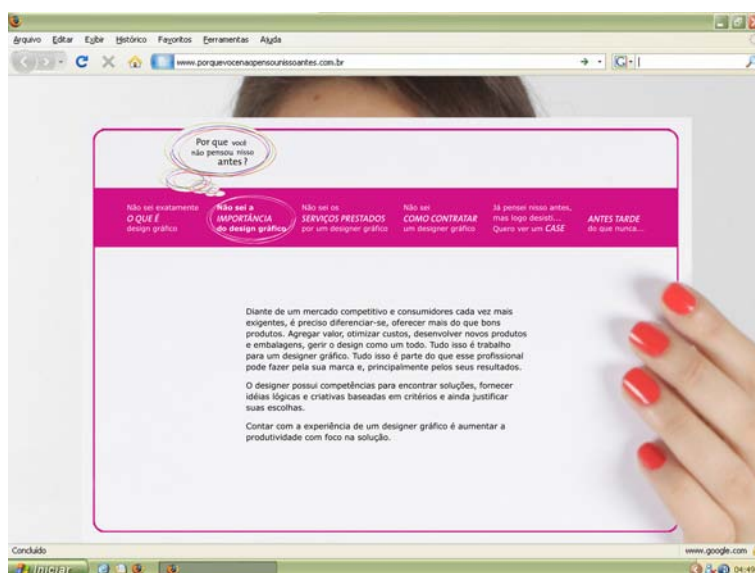 Arquivo Editar Exibir Histórico Favoritos Ferramentas Ajuda
www.porquevocenaopensounissoantes.com.br
G
Por que você
não pensou nisso
antes?
Não sei exatamente
O QUE É
design gráfico
Não sei a
IMPORTÂNCIA
do design gráfico
Não sei os
SERVIÇOS PRESTADOS
por um designer gráfico
Não sei
COMO CONTRATAR
um designer gráfico
Já pensei nisso antes,
mas logo desisti...
Quero ver um CASE
ANTES TARDE
do que nunca...
Diante de um mercado competitivo e consumidores cada vez mais
exigentes, é preciso diferenciar-se, oferecer mais do que bons
produtos. Agregar valor, otimizar custos, desenvolver novos produtos
e embalagens, gerir o design como um todo. Tudo isso é trabalho
para um designer gráfico. Tudo isso é parte do que esse profissional
pode fazer pela sua marca e, principalmente pelos seus resultados.
O designer possui competências para encontrar soluções, fornecer
idéias lógicas e criativas baseadas em critérios e ainda justificar
suas escolhas.
Contar com a experiência de um designer gráfico é aumentar a
produtividade com foco na solução.
Concluído
www.google.com
Iniciar